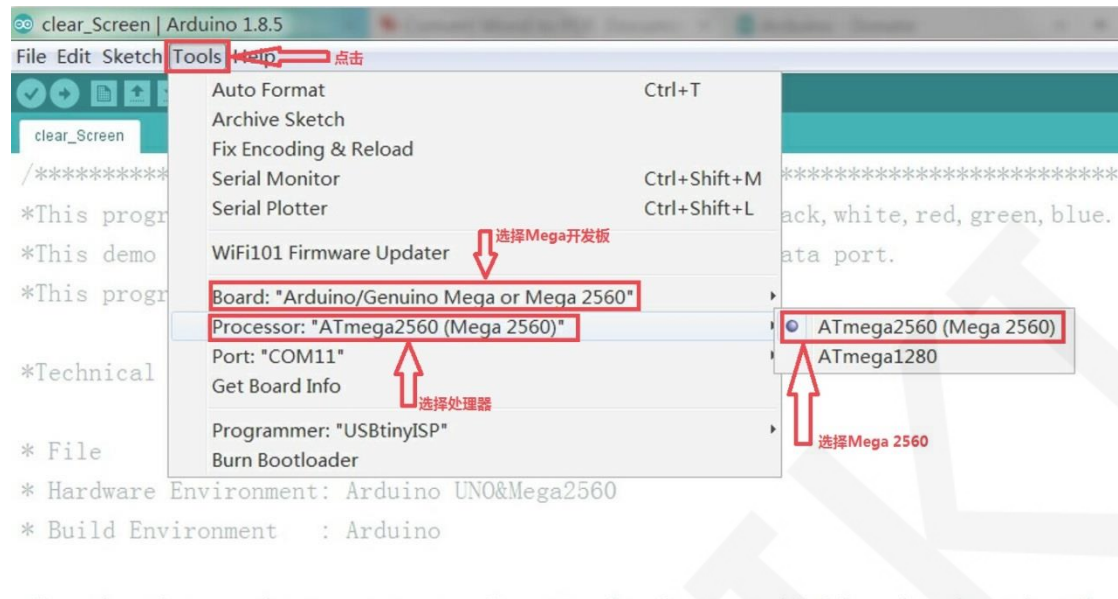 clear_Screen | Arduino 1.8.5
File Edit Sketch Tools Help
点击
clear_Screen
Auto Format Ctrl+T
Archive Sketch
Fix Encoding & Reload
Serial Monitor Ctrl+Shift+M
Serial Plotter Ctrl+Shift+L
选择Mega开发板
WiFi101 Firmware Updater
Board: "Arduino/Genuino Mega or Mega 2560"
Processor: "ATmega2560 (Mega 2560)"
ATmega2560 (Mega 2560)
Port: "COM11"
ATmega1280
Get Board Info
选择处理器
Programmer: "USBtinyISP"
选择Mega 2560
Burn Bootloader
/**********
*This
white, red, green, blue.
*This demo
ata port.
*This
*Technical
* File
* Hardware Environment: Arduino UNO&Mega2560
* Build Environment : Arduino